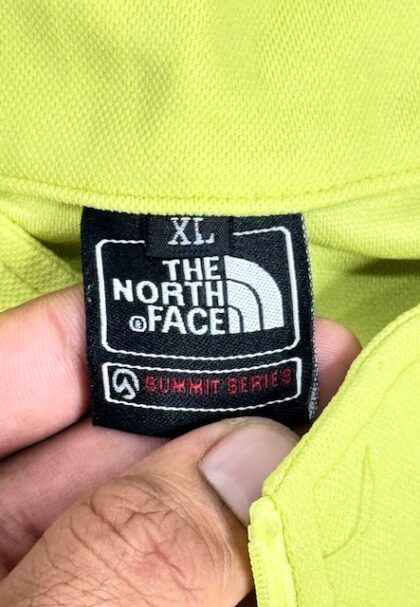 XL
THE
NORTH
®FACE
SUMMIT SERIES